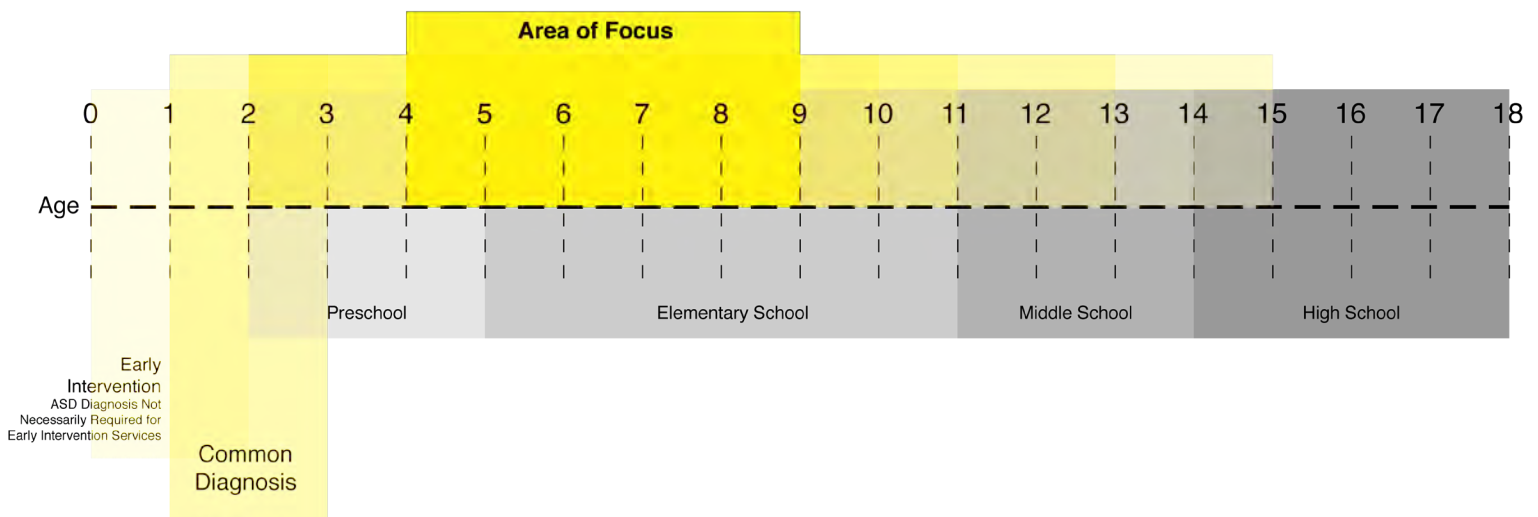 Area of Focus
0 1 2 3 4 5 6 7 8 9 10 11 12 13 14 15 16 17 18
Age
Preschool Elementary School Middle School High School
Early
Intervention
ASD Diagnosis Not
Necessarily Required for
Early Intervention Services
Common
Diagnosis